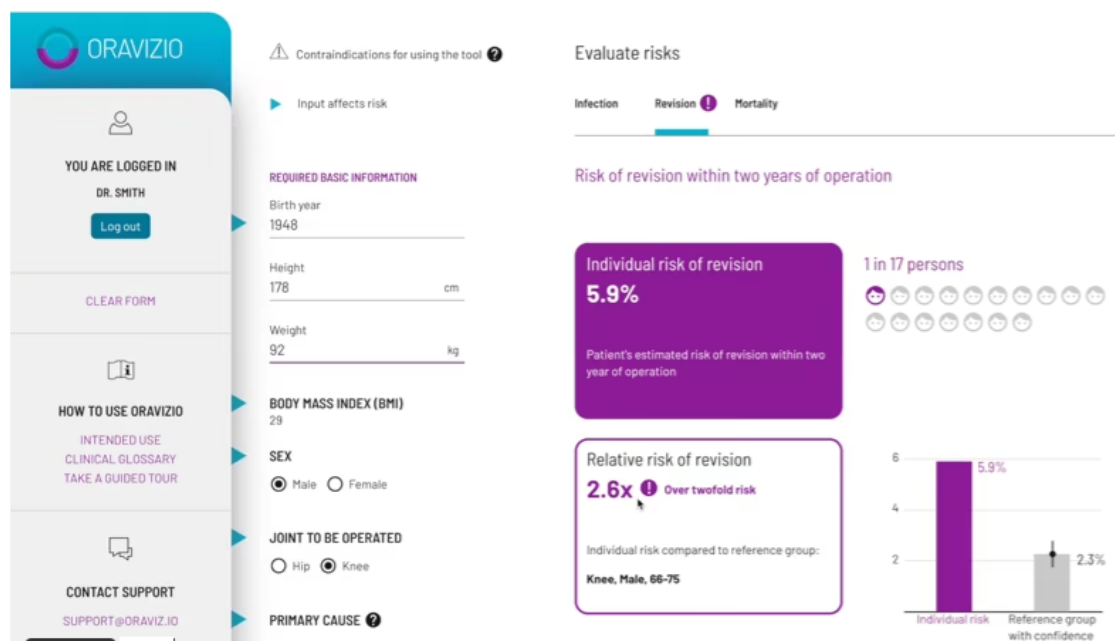 ORAVIZIO
YOU ARE LOGGED IN
DR. SMITH
Log out
CLEAR FORM
HOW TO USE ORAVIZIO
INTENDED USE
CLINICAL GLOSSARY
TAKE A GUIDED TOUR
CONTACT SUPPORT
SUPPORT@ORAVIZ.IO
Contraindications for using the tool ?
Input affects risk
REQUIRED BASIC INFORMATION
Birth year
1948
Height
178 cm
Weight
92 kg
BODY MASS INDEX (BMI)
29
SEX
Male Female
JOINT TO BE OPERATED
Hip Knee
PRIMARY CAUSE ?
Evaluate risks
Infection Revision ! Mortality
Risk of revision within two years of operation
Individual risk of revision
5.9%
Patient's estimated risk of revision within two
year of operation
1 in 17 persons
Relative risk of revision
2.6x ! Over twofold risk
Individual risk compared to reference group:
Knee, Male, 66-75
6
5.9%
4
2
2.3%
Individual risk
Reference group
with confidence